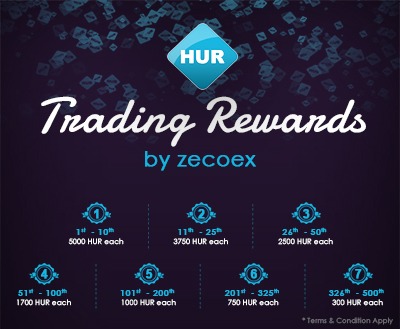 HUR
Trading Rewards
by zecoex
1 2 3
1st - 10th 11th - 25th 26th - 50th
5000 HUR each 3750 HUR each 2500 HUR each
4 5 6 7
51st - 100th 101st - 200th 201st - 325th 326th - 500th
1700 HUR each 1000 HUR each 750 HUR each 300 HUR each
* Terms & Condition Apply